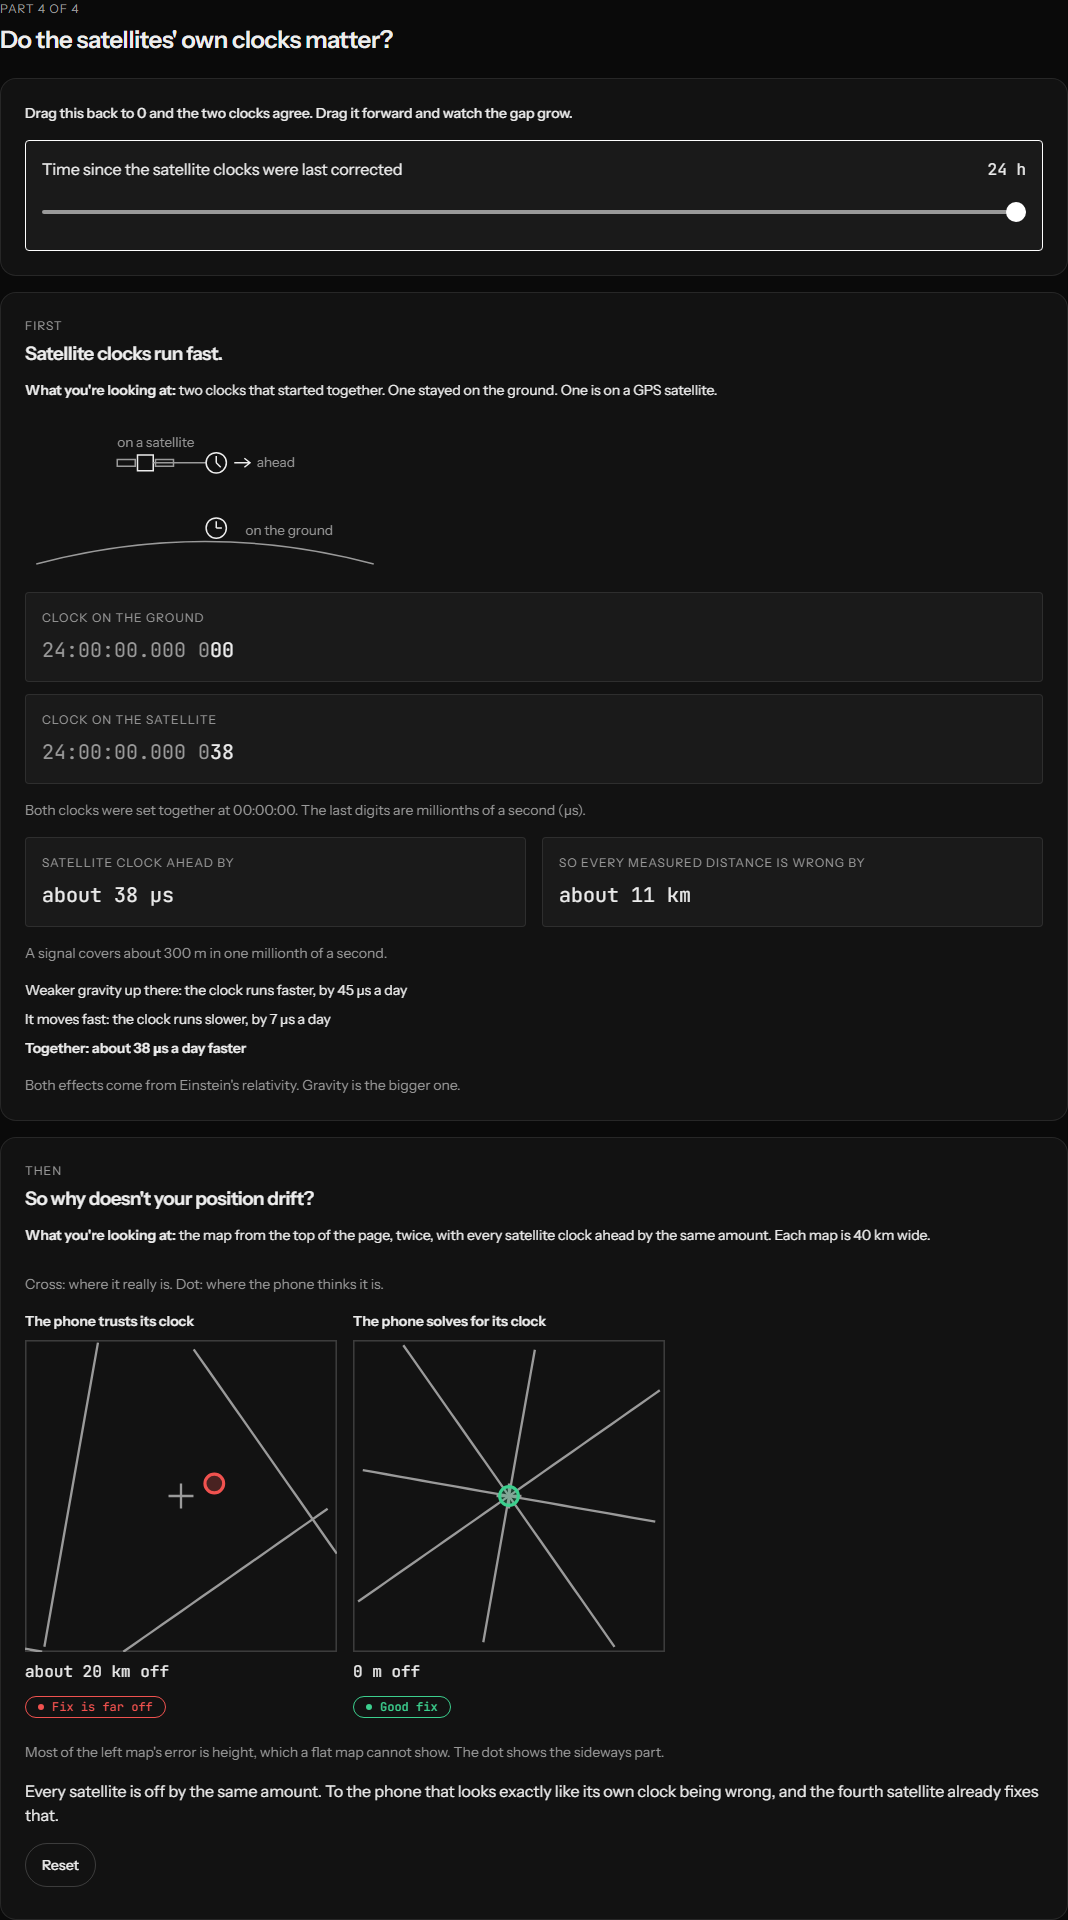 PART 4 OF 4
Do the satellites' own clocks matter?
Drag this back to 0 and the two clocks agree. Drag it forward and watch the gap grow.
Time since the satellite clocks were last corrected
24 h
FIRST
Satellite clocks run fast.
What you're looking at: two clocks that started together. One stayed on the ground. One is on a GPS satellite.
on a satellite
ahead
on the ground
CLOCK ON THE GROUND
24:00:00.000 000
CLOCK ON THE SATELLITE
24:00:00.000 038
Both clocks were set together at 00:00:00. The last digits are millionths of a second (µs).
SATELLITE CLOCK AHEAD BY
about 38 µs
SO EVERY MEASURED DISTANCE IS WRONG BY
about 11 km
A signal covers about 300 m in one millionth of a second.
Weaker gravity up there: the clock runs faster, by 45 µs a day
It moves fast: the clock runs slower, by 7 µs a day
Together: about 38 µs a day faster
Both effects come from Einstein's relativity. Gravity is the bigger one.
THEN
So why doesn't your position drift?
What you're looking at: the map from the top of the page, twice, with every satellite clock ahead by the same amount. Each map is 40 km wide.
Cross: where it really is. Dot: where the phone thinks it is.
The phone trusts its clock
The phone solves for its clock
about 20 km off
0 m off
Fix is far off
Good fix
Most of the left map's error is height, which a flat map cannot show. The dot shows the sideways part.
Every satellite is off by the same amount. To the phone that looks exactly like its own clock being wrong, and the fourth satellite already fixes
that.
Reset